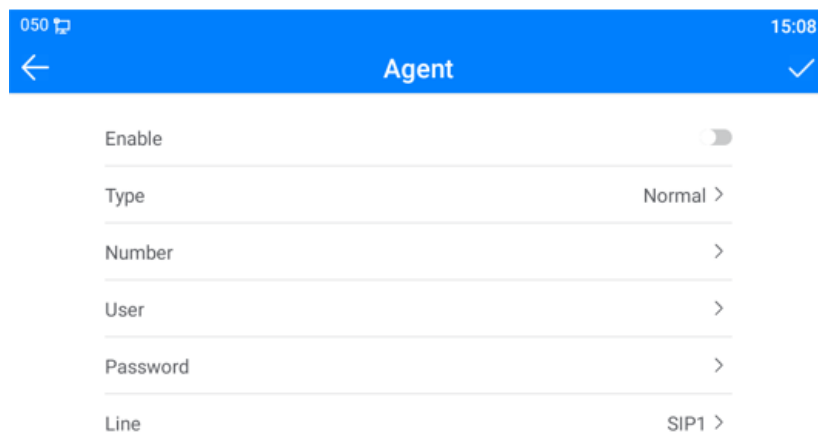 050 15:08
Agent
Enable
Type Normal
Number
User
Password
Line SIP1